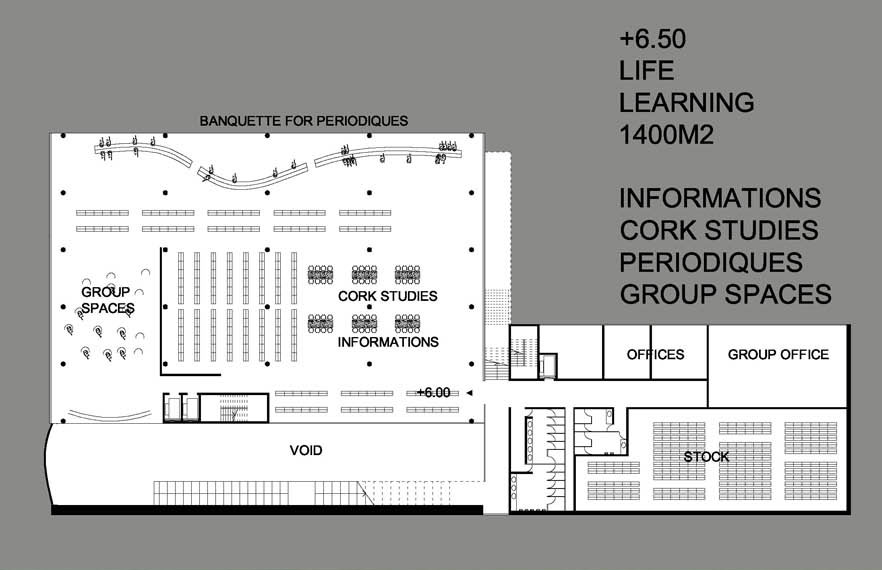 +6.50
LIFE
LEARNING
1400M2
INFORMATIONS
CORK STUDIES
PERIODIQUES
GROUP SPACES
BANQUETTE FOR PERIODIQUES
GROUP
SPACES
CORK STUDIES
INFORMATIONS
+6.00
OFFICES
GROUP OFFICE
VOID
STOCK